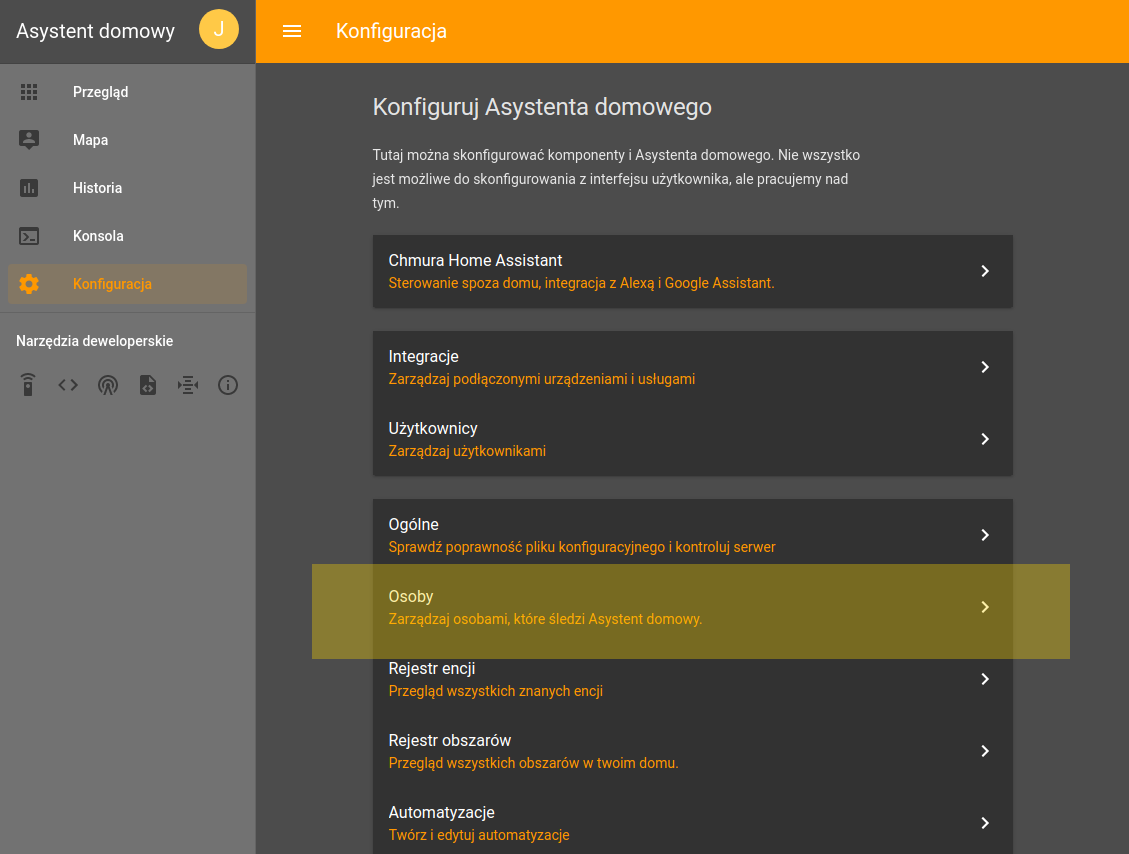 Asystent domowy
J
Konfiguracja
Przegląd
Mapa
Historia
Konsola
Konfiguracja
Narzędzia deweloperskie
Konfiguruj Asystenta domowego
Tutaj można skonfigurować komponenty i Asystenta domowego. Nie wszystko
jest możliwe do skonfigurowania z interfejsu użytkownika, ale pracujemy nad
tym.
Chmura Home Assistant
Sterowanie spoza domu, integracja z Alexą i Google Assistant.
Integracje
Zarządzaj podłączonymi urządzeniami i usługami
Użytkownicy
Zarządzaj użytkownikami
Ogólne
Sprawdź poprawność pliku konfiguracyjnego i kontroluj serwer
Osoby
Zarządzaj osobami, które śledzi Asystent domowy.
Rejestr encji
Przegląd wszystkich znanych encji
Rejestr obszarów
Przegląd wszystkich obszarów w twoim domu.
Automatyzacje
Twórz i edytuj automatyzacje